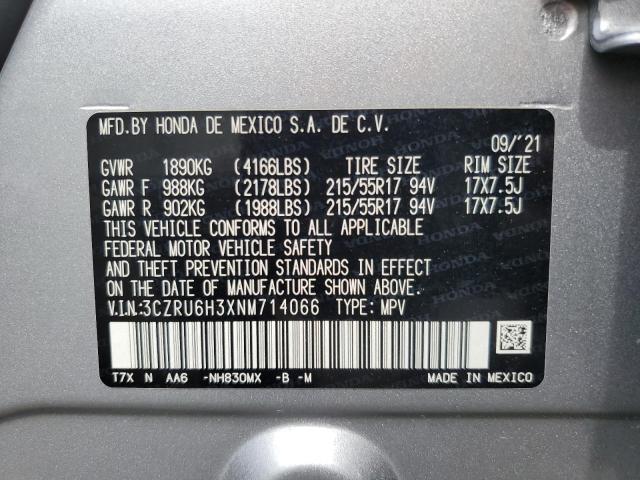 MFD.BY HONDA DE MEXICO S.A. DE C.V.
09/'21
GVWR 1890KG (4166LBS) TIRE SIZE RIM SIZE
GAWR F 988KG (2178LBS) 215/55R17 94V 17X7.5J
GAWR R 902KG (1988LBS) 215/55R17 94V 17X7.5J
THIS VEHICLE CONFORMS TO ALL APPLICABLE
FEDERAL MOTOR VEHICLE SAFETY
AND THEFT PREVENTION STANDARDS IN EFFECT
ON THE DATE OF MANUFACTURE SHOWN ABOVE.
V.I.N.:3CZRU6H3XNM714066 TYPE: MPV
T7X N AA6 -NH830MX -B -M MADE IN MEXICO